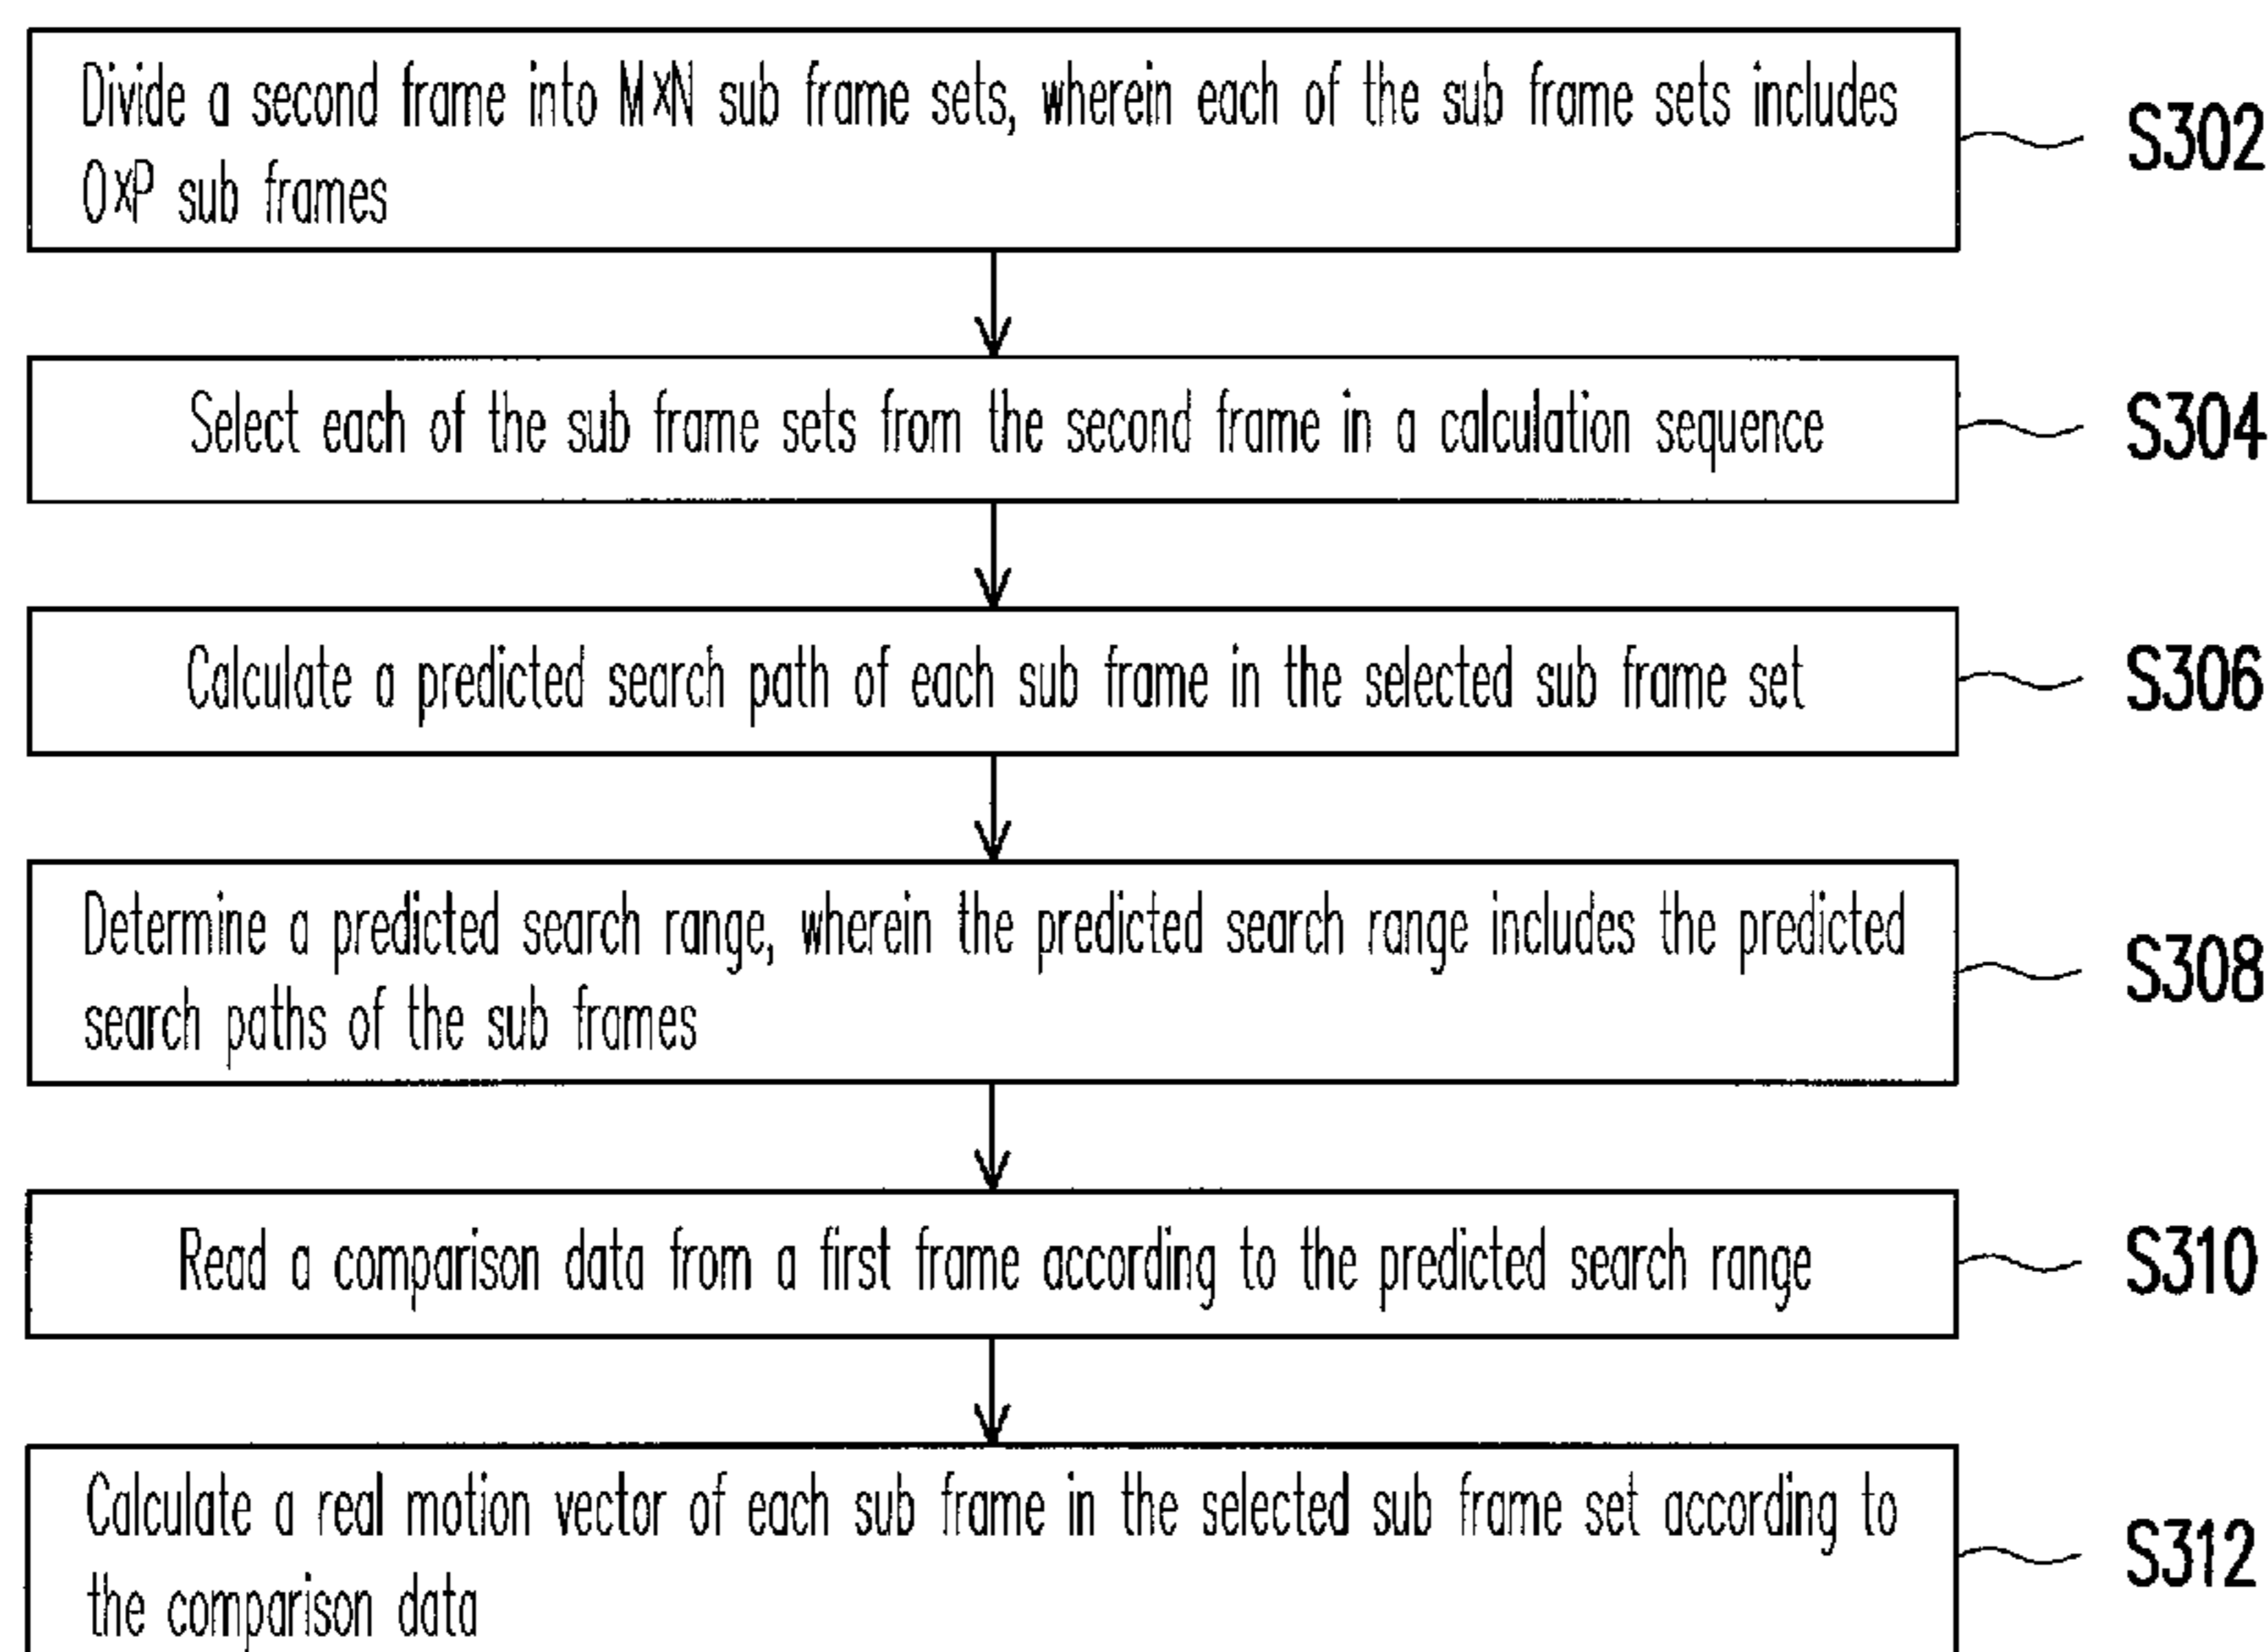 Divide a second frame into M×N sub frame sets, wherein each of the sub frame sets includes
O×P sub frames
S302
Select each of the sub frame sets from the second frame in a calculation sequence
S304
Calculate a predicted search path of each sub frame in the selected sub frame set
S306
Determine a predicted search range, wherein the predicted search range includes the predicted
search paths of the sub frames
S308
Read a comparison data from a first frame according to the predicted search range
S310
Calculate a real motion vector of each sub frame in the selected sub frame set according to
the comparison data
S312